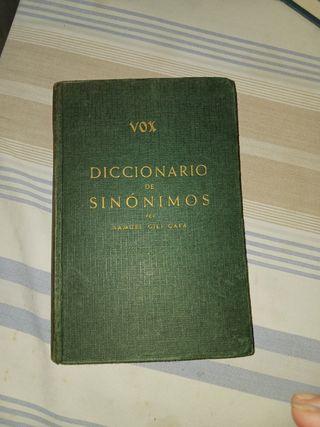 VOX
DICCIONARIO
DE
SINÓNIMOS
POR
SAMUEL GILI GAYA